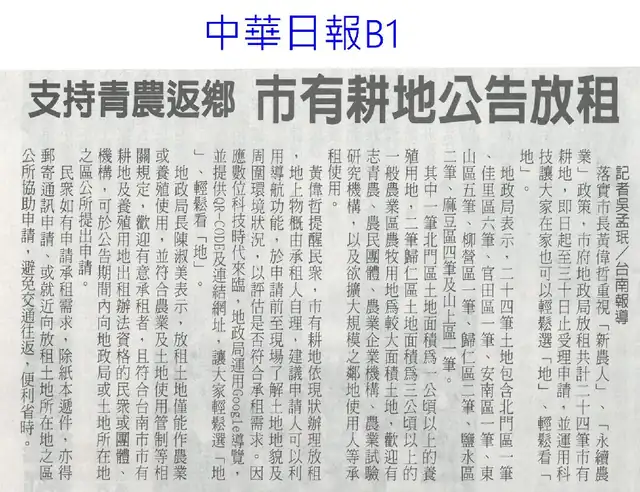 中華日報B1
支持青農返鄉 市有耕地公告放租
記者吳孟珉／台南報導
落實市長黃偉哲重視「新農人」、「永續農
業」政策，市府地政局放租共計二十四筆市有
耕地，即日起至三十日止受理申請，並運用科
技讓大家在家也可以輕鬆選「地」、輕鬆看「
地」。
地政局表示，二十四筆土地包含北門區一筆
、佳里區六筆、官田區一筆、安南區一筆、東
山區五筆、柳營區一筆、歸仁區二筆、鹽水區
二筆、麻豆區四筆及山上區一筆。
其中一筆北門區土地面積為一公頃以上的養
殖用地，二筆歸仁區土地面積為三公頃以上的
一般農業區農牧用地為較大面積土地，歡迎有
志青農、農民團體、農業企業機構、農業試驗
研究機構，以及欲擴大規模之鄰地使用人等承
租使用。
黃偉哲提醒民眾，市有耕地依現狀辦理放租
，地上物概由承租人自理，建議申請人可以利
用導航功能，於申請前至現場了解土地地貌及
周圍環境狀況，以評估是否符合承租需求。因
應數位科技時代來臨，地政局運用Google導覽，
並提供QR-CODE及連結網址，讓大家輕鬆選「地
」、輕鬆看「地」。
地政局長陳淑美表示，放租土地僅能作農業
或養殖使用，並符合農業及土地使用管制等相
關規定，歡迎有意承租者，且符合台南市市有
耕地及養殖用地出租辦法資格的民眾或團體、
機構，可於公告期間內向地政局或土地所在地
之區公所提出申請。
民眾如有申請承租需求，除紙本遞件，亦得
郵寄通訊申請、或就近向放租土地所在地之區
公所協助申請，避免交通往返，便利省時。